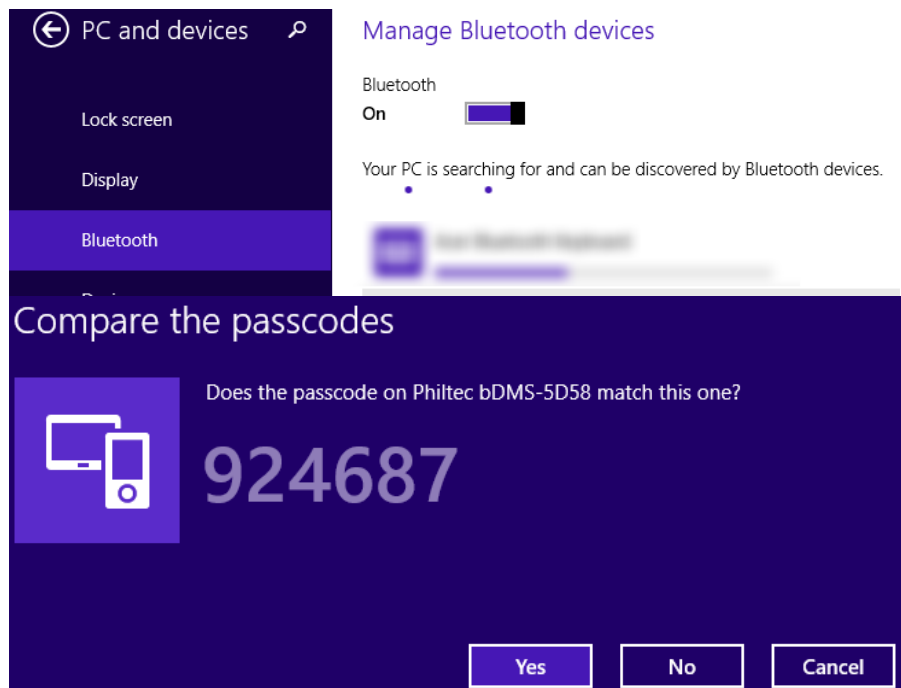 PC and devices
Manage Bluetooth devices
Bluetooth
On
Lock screen
Your PC is searching for and can be discovered by Bluetooth devices.
Display
Bluetooth
Compare the passcodes
Does the passcode on Philtec bDMS-5D58 match this one?
924687
Yes
No
Cancel